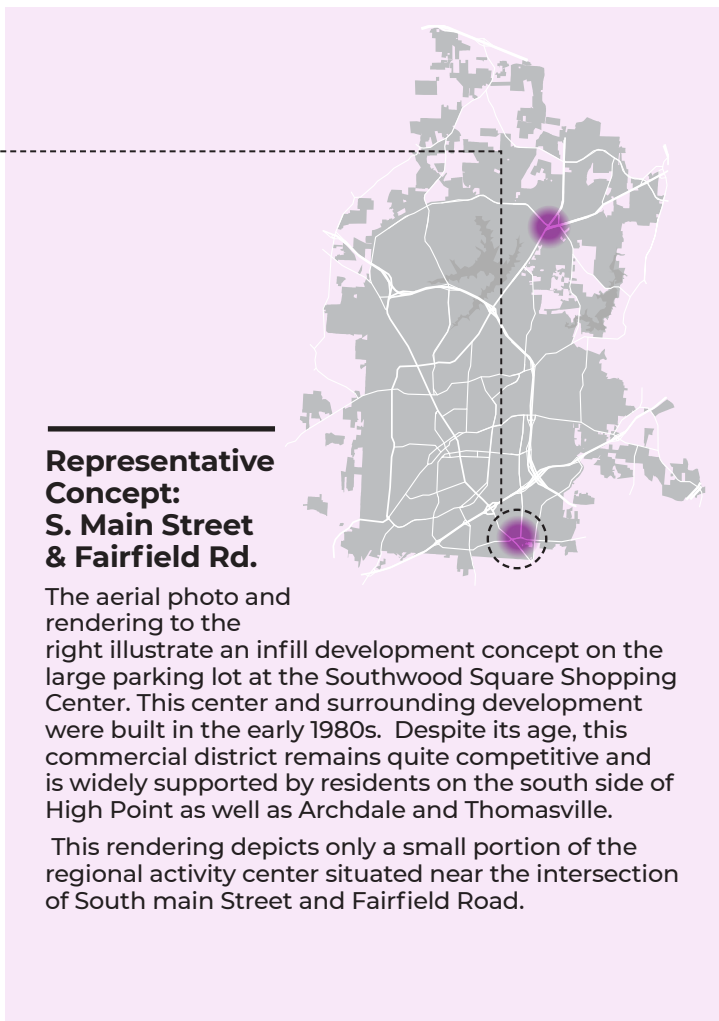 Representative
Concept:
S. Main Street
& Fairfield Rd.
The aerial photo and
rendering to the
right illustrate an infill development concept on the
large parking lot at the Southwood Square Shopping
Center. This center and surrounding development
were built in the early 1980s.  Despite its age, this
commercial district remains quite competitive and
is widely supported by residents on the south side of
High Point as well as Archdale and Thomasville.
This rendering depicts only a small portion of the
regional activity center situated near the intersection
of South main Street and Fairfield Road.